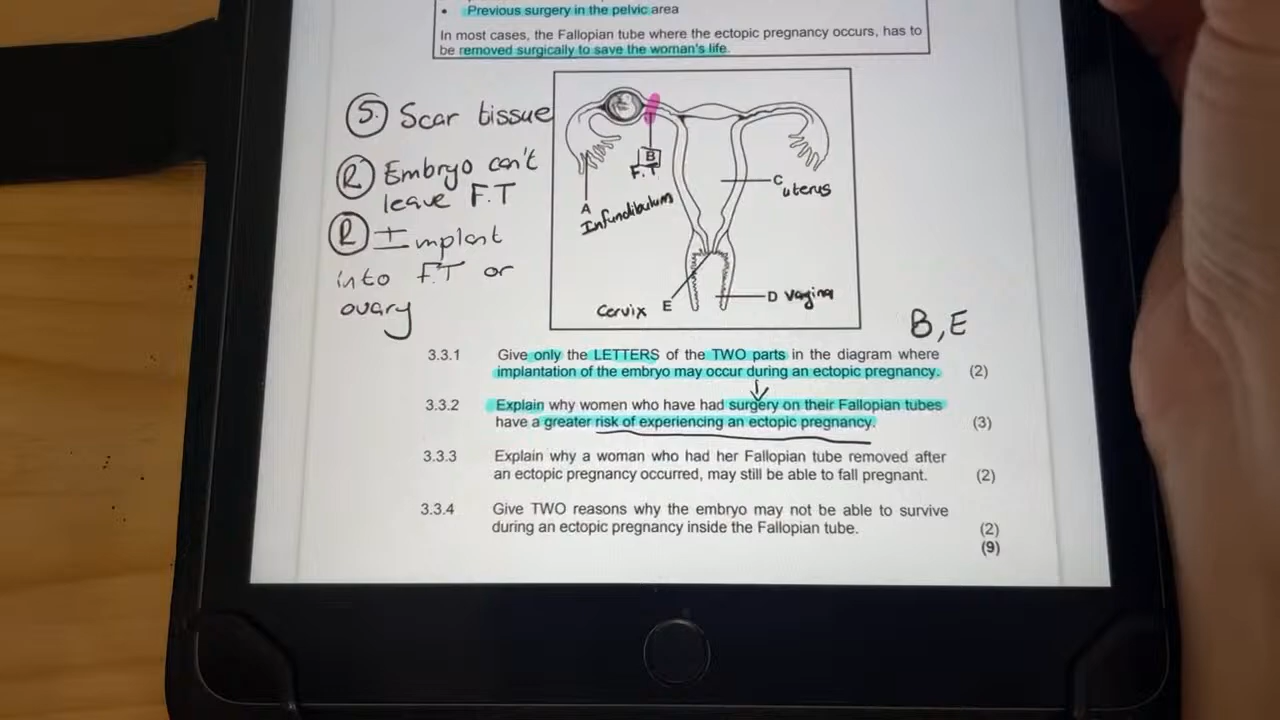 • Previous surgery in the pelvic area
In most cases, the Fallopian tube where the ectopic pregnancy occurs, has to
be removed surgically to save the woman's life.
S. Scar tissue
R Embryo can't
leave F.T
R Implant
into F.T or
ovary
B
F.T
A
Infundibulum
C uterus
D vagina
Cervix E
B, E
3.3.1 Give only the LETTERS of the TWO parts in the diagram where
implantation of the embryo may occur during an ectopic pregnancy. (2)
3.3.2 Explain why women who have had surgery on their Fallopian tubes
have a greater risk of experiencing an ectopic pregnancy. (3)
3.3.3 Explain why a woman who had her Fallopian tube removed after
an ectopic pregnancy occurred, may still be able to fall pregnant. (2)
3.3.4 Give TWO reasons why the embryo may not be able to survive
during an ectopic pregnancy inside the Fallopian tube. (2)
(9)